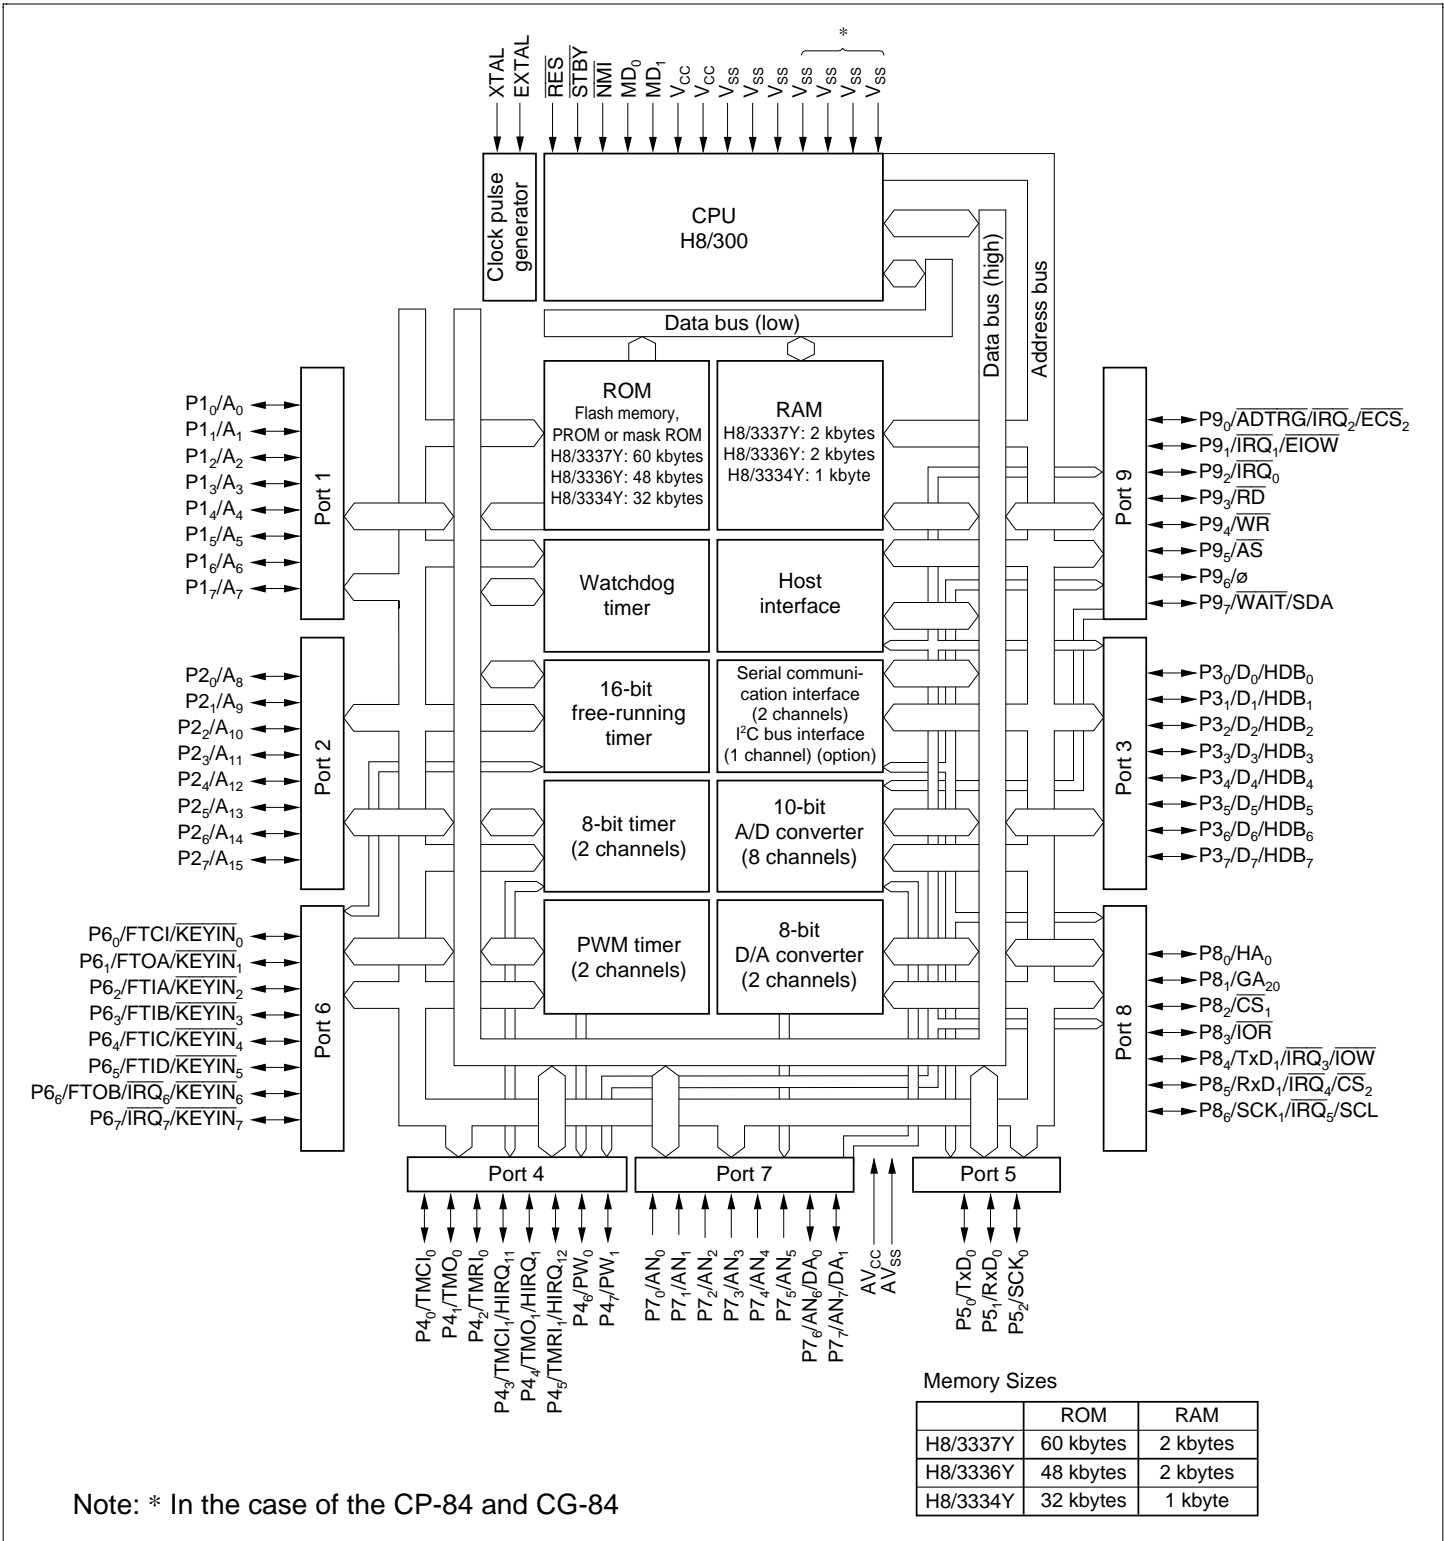 *
XTAL
EXTAL
RES
STBY
NMI
MD0
MD1
VCC
VCC
VSS
VSS
VSS
VSS
VSS
VSS
VSS
Clock pulse
generator
CPU
H8/300
Data bus (high)
Address bus
Data bus (low)
ROM
Flash memory,
PROM or mask ROM
H8/3337Y: 60 kbytes
H8/3336Y: 48 kbytes
H8/3334Y: 32 kbytes
RAM
H8/3337Y: 2 kbytes
H8/3336Y: 2 kbytes
H8/3334Y: 1 kbyte
Watchdog
timer
Host
interface
16-bit
free-running
timer
Serial communi-
cation interface
(2 channels)
I²C bus interface
(1 channel) (option)
8-bit timer
(2 channels)
10-bit
A/D converter
(8 channels)
PWM timer
(2 channels)
8-bit
D/A converter
(2 channels)
P10/A0
P11/A1
P12/A2
P13/A3
P14/A4
P15/A5
P16/A6
P17/A7
Port 1
P20/A8
P21/A9
P22/A10
P23/A11
P24/A12
P25/A13
P26/A14
P27/A15
Port 2
P60/FTCI/KEYIN0
P61/FTOA/KEYIN1
P62/FTIA/KEYIN2
P63/FTIB/KEYIN3
P64/FTIC/KEYIN4
P65/FTID/KEYIN5
P66/FTOB/IRQ6/KEYIN6
P67/IRQ7/KEYIN7
Port 6
Port 9
P90/ADTRG/IRQ2/ECS2
P91/IRQ1/EIOW
P92/IRQ0
P93/RD
P94/WR
P95/AS
P96/ø
P97/WAIT/SDA
Port 3
P30/D0/HDB0
P31/D1/HDB1
P32/D2/HDB2
P33/D3/HDB3
P34/D4/HDB4
P35/D5/HDB5
P36/D6/HDB6
P37/D7/HDB7
Port 8
P80/HA0
P81/GA20
P82/CS1
P83/IOR
P84/TxD1/IRQ3/IOW
P85/RxD1/IRQ4/CS2
P86/SCK1/IRQ5/SCL
Port 4
P40/TMCI0
P41/TMO0
P42/TMRI0
P43/TMCI1/HIRQ11
P44/TMO1/HIRQ1
P45/TMRI1/HIRQ12
P46/PW0
P47/PW1
Port 7
P70/AN0
P71/AN1
P72/AN2
P73/AN3
P74/AN4
P75/AN5
P76/AN6/DA0
P77/AN7/DA1
AVCC
AVSS
Port 5
P50/TxD0
P51/RxD0
P52/SCK0
Memory Sizes
ROM RAM
H8/3337Y 60 kbytes 2 kbytes
H8/3336Y 48 kbytes 2 kbytes
H8/3334Y 32 kbytes 1 kbyte
Note: * In the case of the CP-84 and CG-84